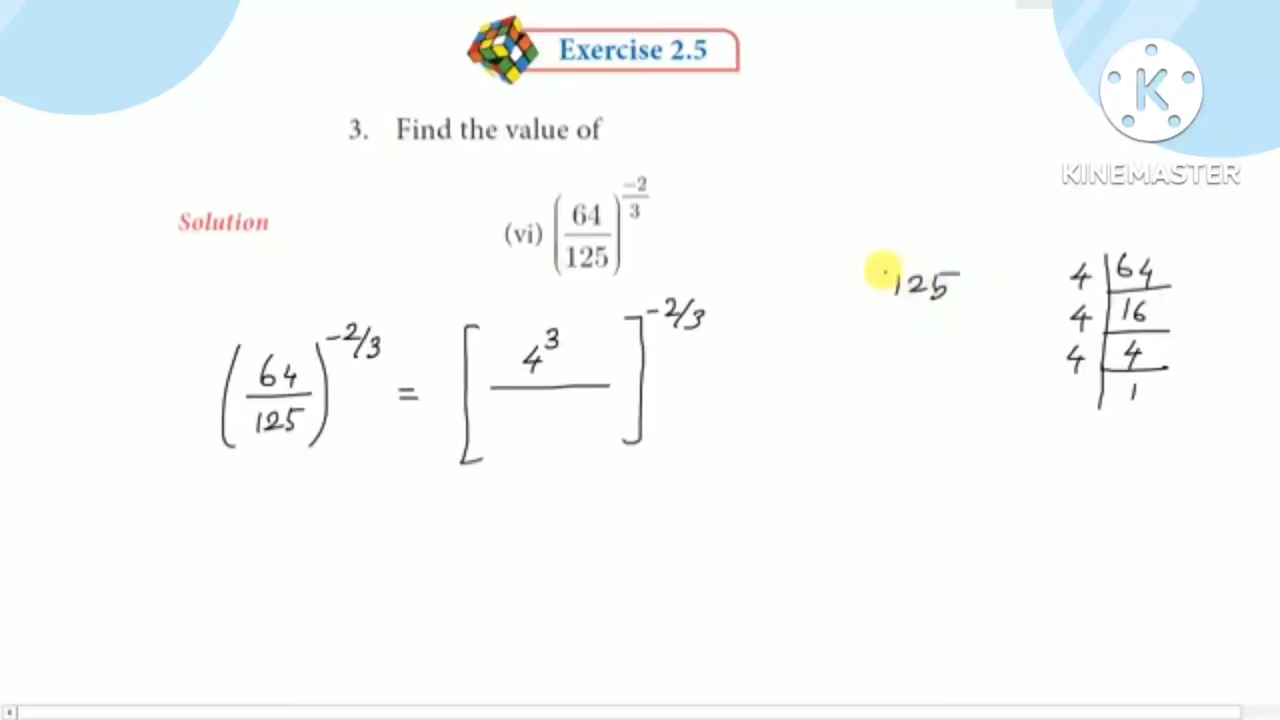 Exercise 2.5
K
KINEMASTER
3. Find the value of
Solution
(vi) (64/125)^(-2/3)
(64/125)^(-2/3) = [4^3/ ]^(-2/3)
125
4 | 64
4 | 16
4 | 4
| 1